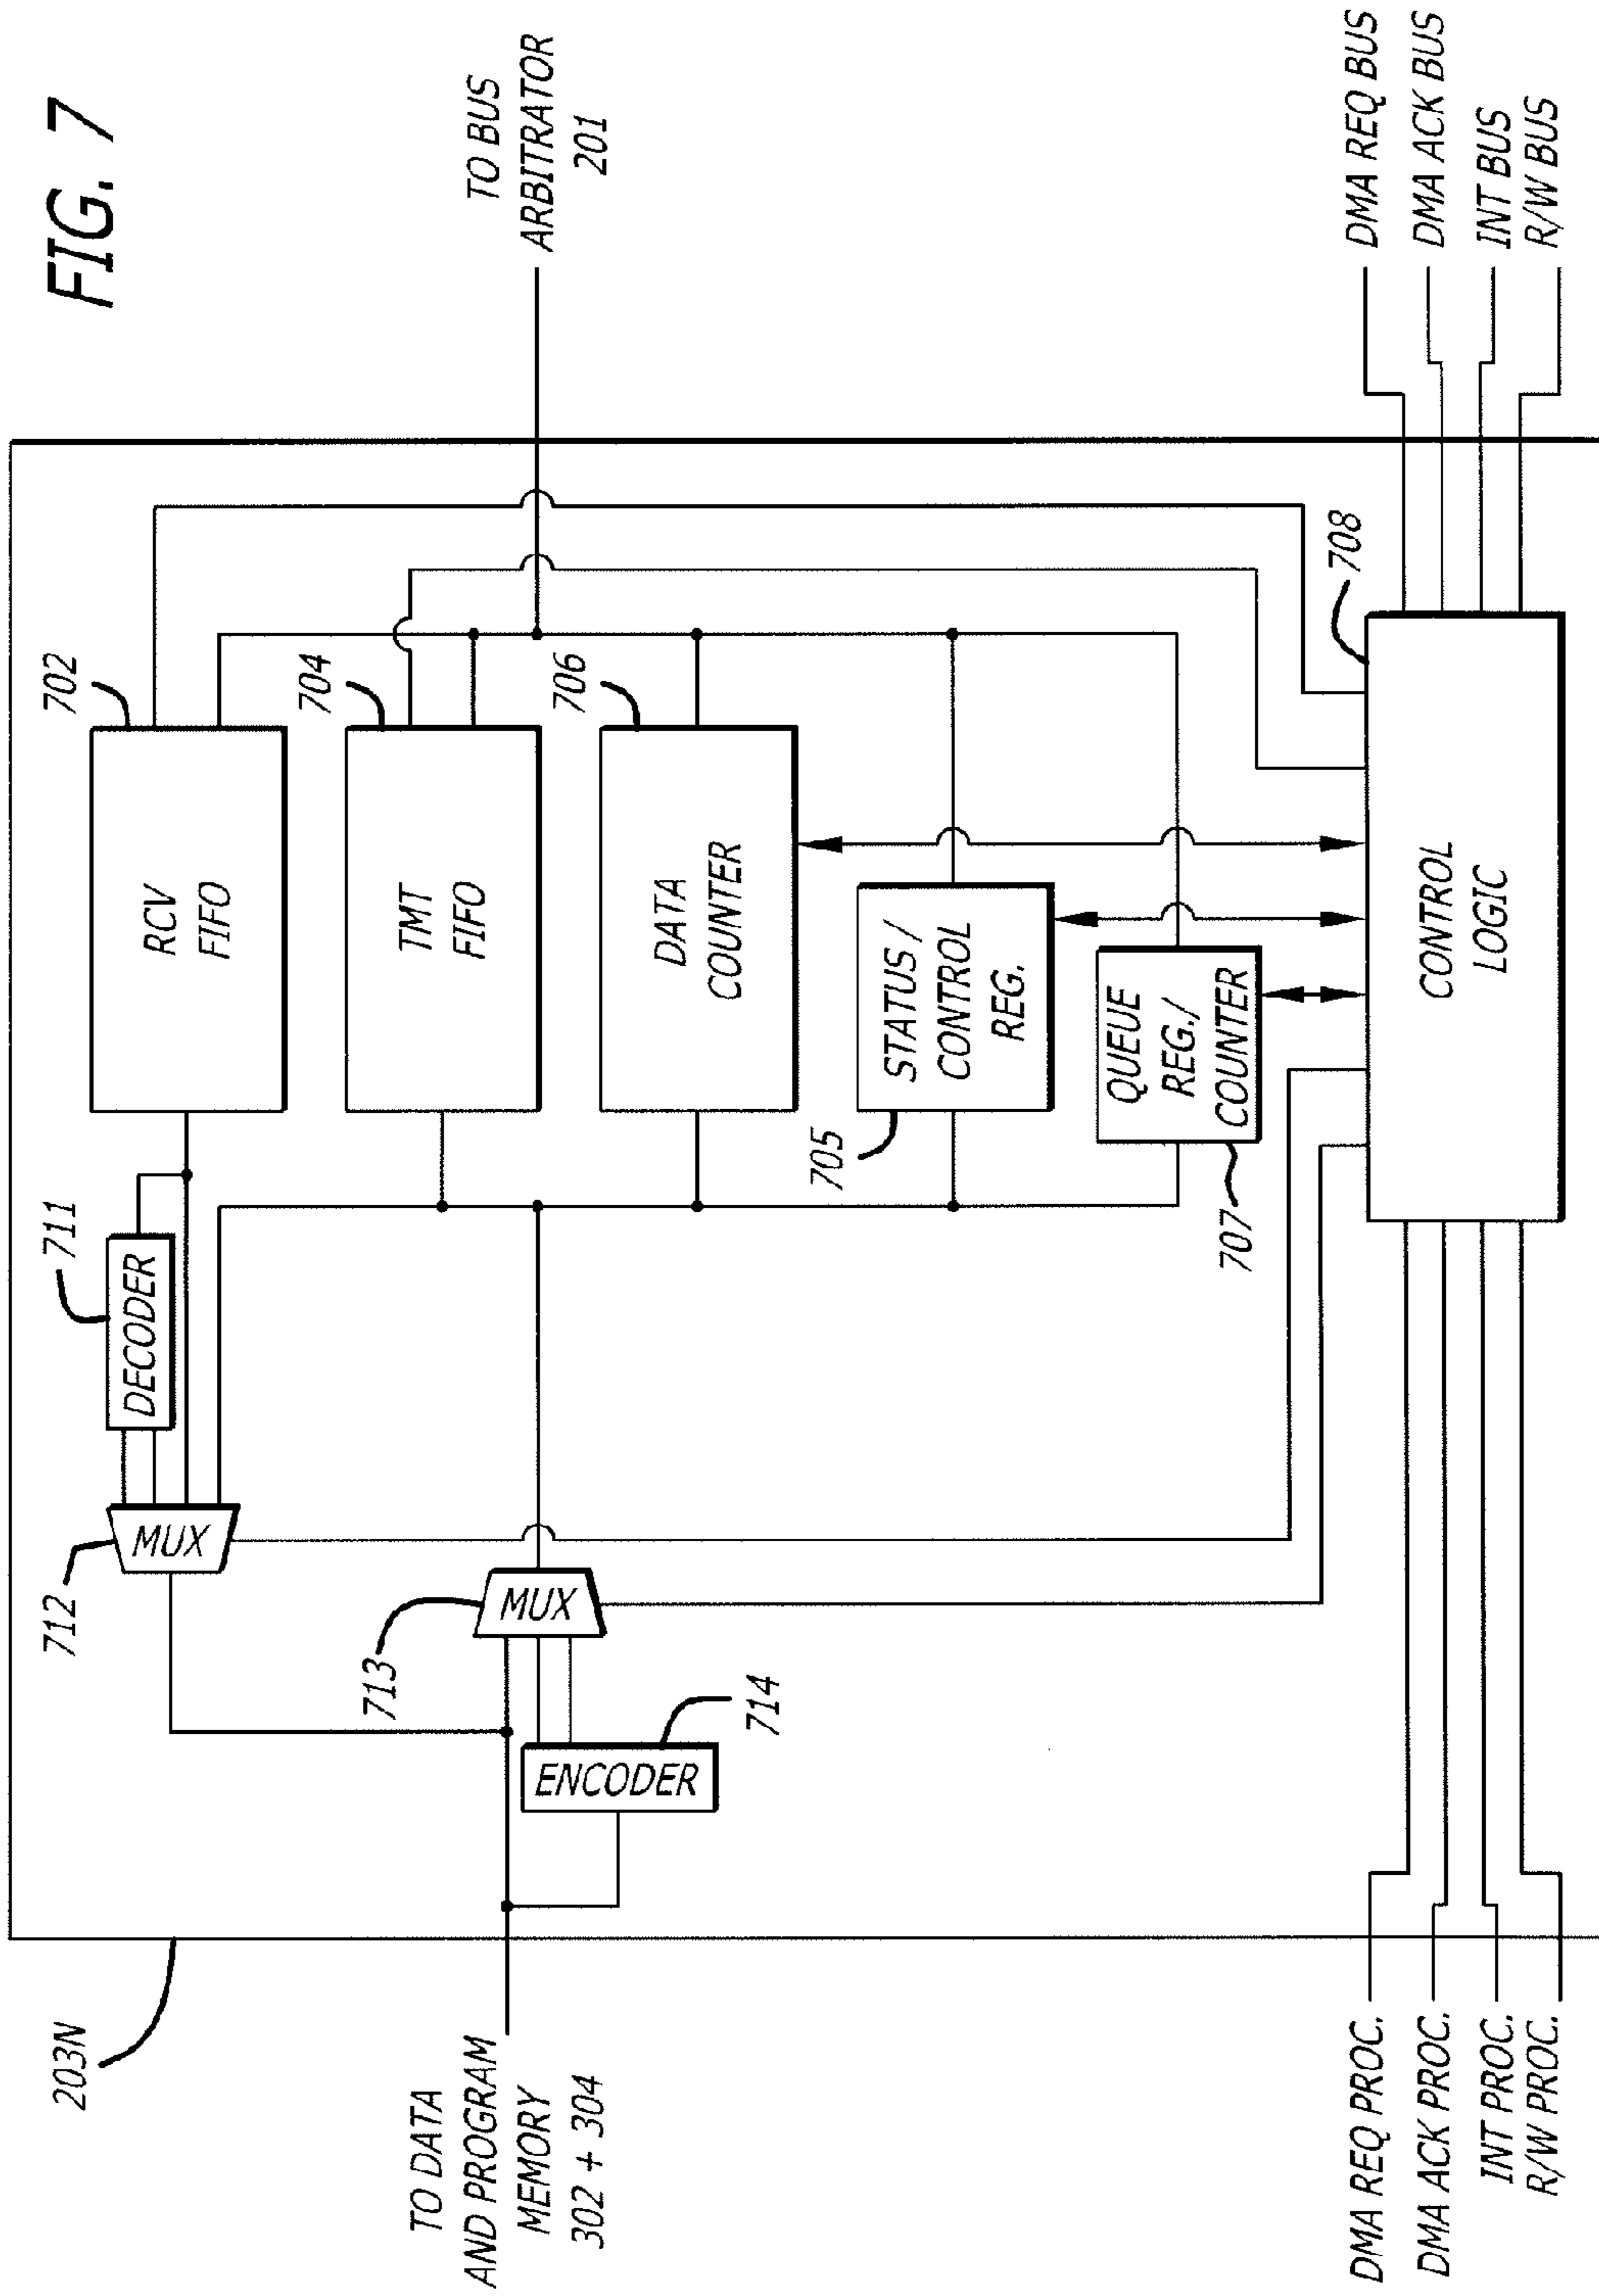 FIG. 7
203N
TO DATA
AND PROGRAM
MEMORY
302 + 304
712
MUX
711
DECODER
702
RCV
FIFO
TO BUS
ARBITRATOR
201
713
MUX
714
ENCODER
704
TMT
FIFO
706
DATA
COUNTER
705
STATUS /
CONTROL
REG.
707
QUEUE
REG./
COUNTER
708
CONTROL
LOGIC
DMA REQ PROC.
DMA ACK PROC.
INT PROC.
R/W PROC.
DMA REQ BUS
DMA ACK BUS
INT BUS
R/W BUS